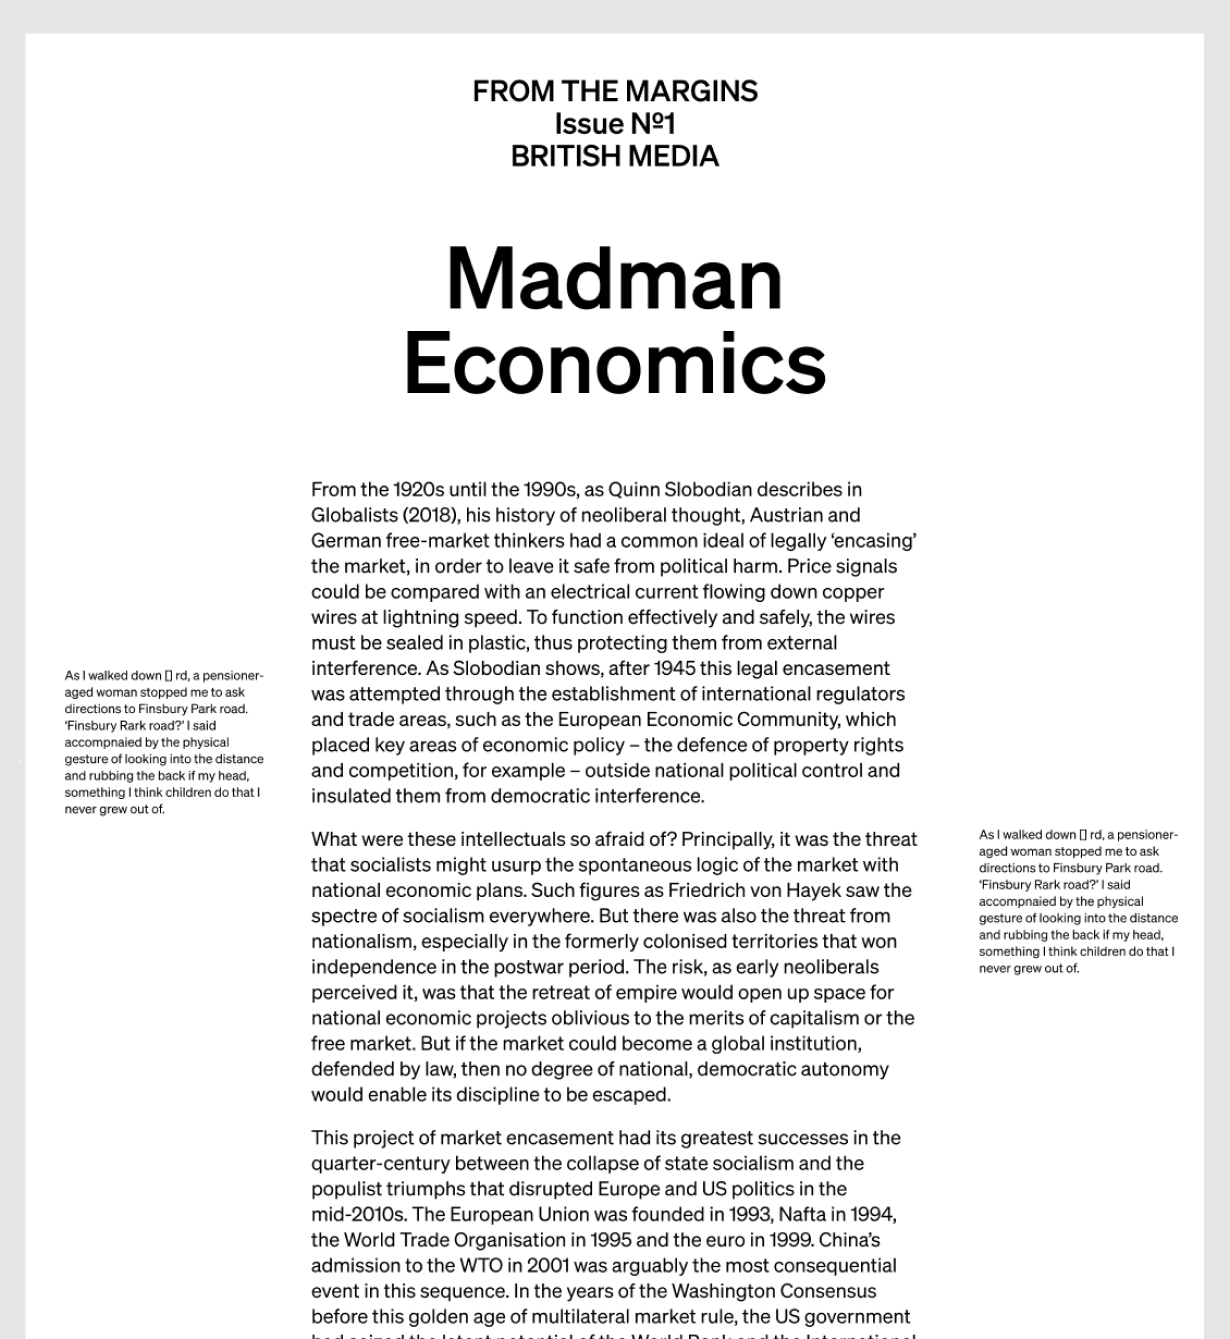 FROM THE MARGINS
Issue Nº1
BRITISH MEDIA
Madman
Economics
From the 1920s until the 1990s, as Quinn Slobodian describes in
Globalists (2018), his history of neoliberal thought, Austrian and
German free-market thinkers had a common ideal of legally ‘encasing’
the market, in order to leave it safe from political harm. Price signals
could be compared with an electrical current flowing down copper
wires at lightning speed. To function effectively and safely, the wires
must be sealed in plastic, thus protecting them from external
interference. As Slobodian shows, after 1945 this legal encasement
was attempted through the establishment of international regulators
and trade areas, such as the European Economic Community, which
placed key areas of economic policy – the defence of property rights
and competition, for example – outside national political control and
insulated them from democratic interference.
As I walked down [] rd, a pensioner-
aged woman stopped me to ask
directions to Finsbury Park road.
‘Finsbury Rark road?’ I said
accompnaied by the physical
gesture of looking into the distance
and rubbing the back if my head,
something I think children do that I
never grew out of.
What were these intellectuals so afraid of? Principally, it was the threat
that socialists might usurp the spontaneous logic of the market with
national economic plans. Such figures as Friedrich von Hayek saw the
spectre of socialism everywhere. But there was also the threat from
nationalism, especially in the formerly colonised territories that won
independence in the postwar period. The risk, as early neoliberals
perceived it, was that the retreat of empire would open up space for
national economic projects oblivious to the merits of capitalism or the
free market. But if the market could become a global institution,
defended by law, then no degree of national, democratic autonomy
would enable its discipline to be escaped.
As I walked down [] rd, a pensioner-
aged woman stopped me to ask
directions to Finsbury Park road.
‘Finsbury Rark road?’ I said
accompnaied by the physical
gesture of looking into the distance
and rubbing the back if my head,
something I think children do that I
never grew out of.
This project of market encasement had its greatest successes in the
quarter-century between the collapse of state socialism and the
populist triumphs that disrupted Europe and US politics in the
mid-2010s. The European Union was founded in 1993, Nafta in 1994,
the World Trade Organisation in 1995 and the euro in 1999. China’s
admission to the WTO in 2001 was arguably the most consequential
event in this sequence. In the years of the Washington Consensus
before this golden age of multilateral market rule, the US government
had seized the latent potential of the World Bank and the International